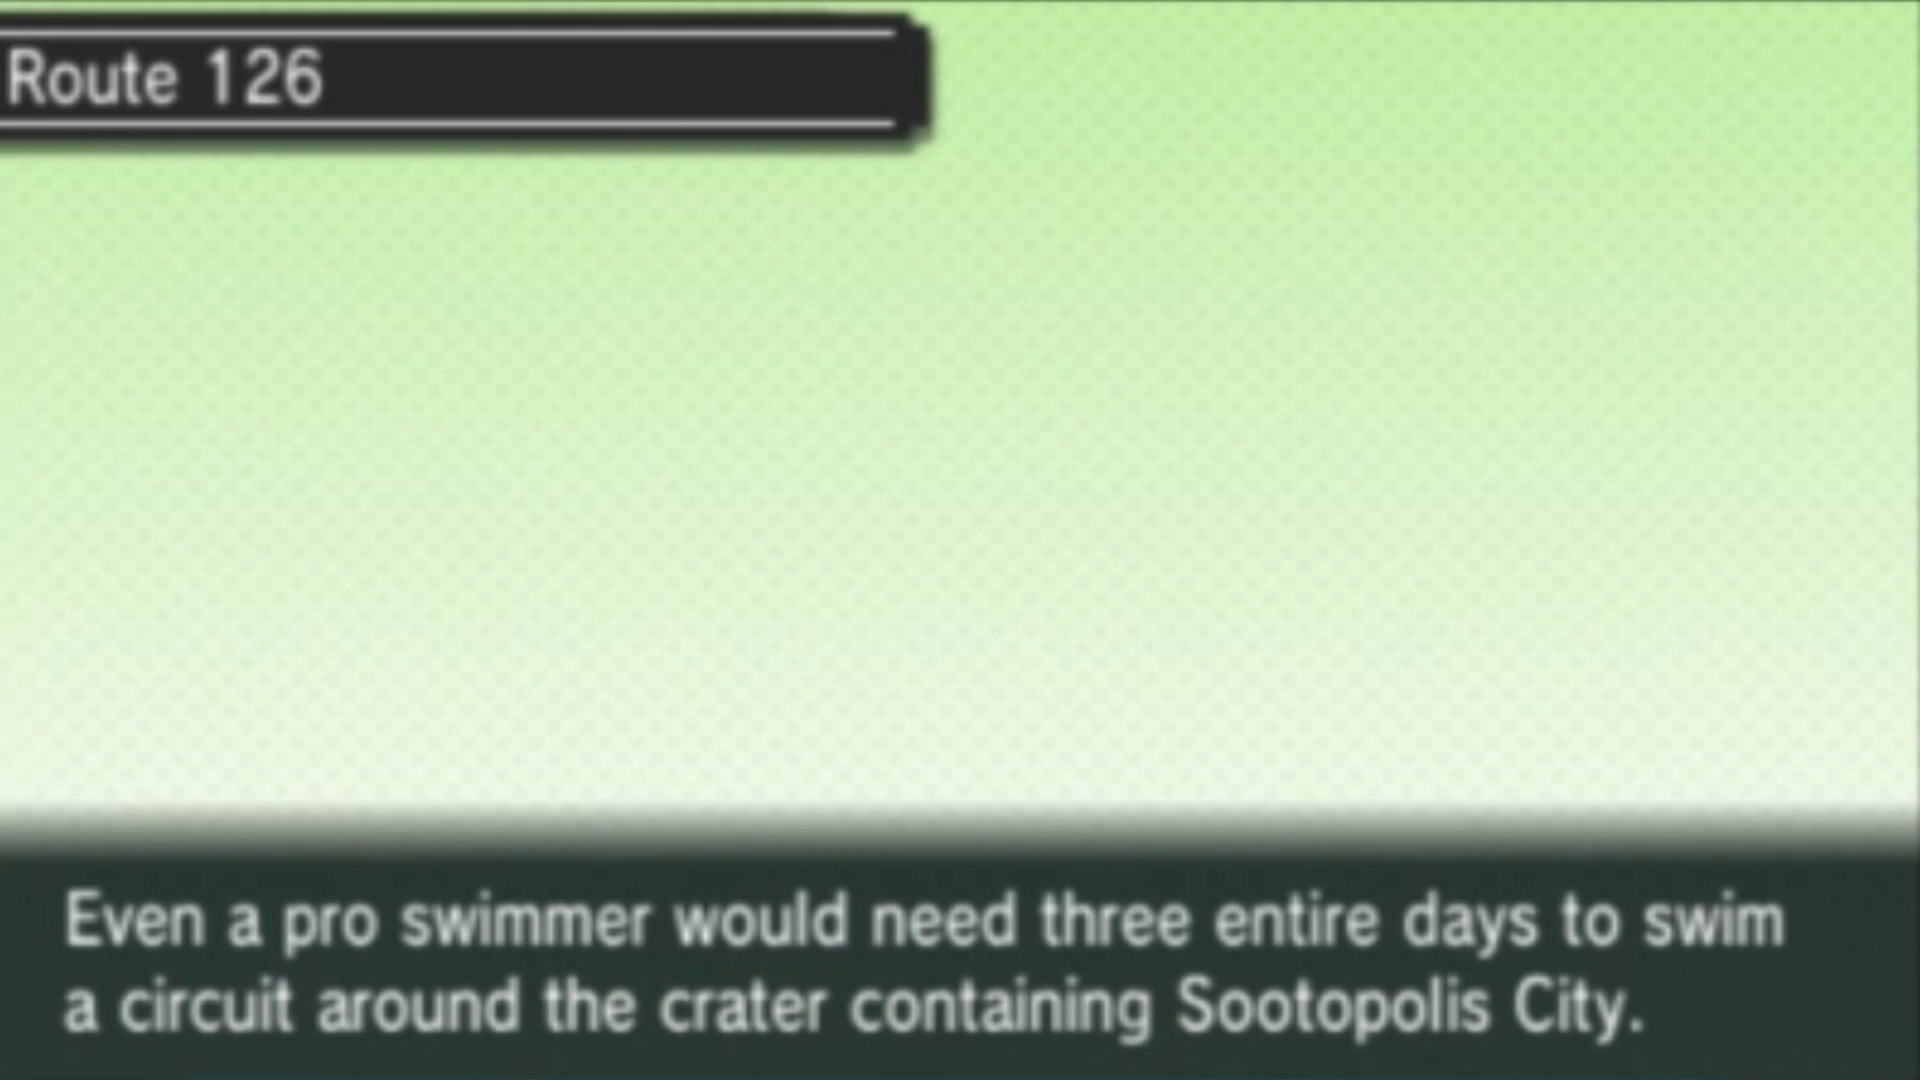 Route 126
Even a pro swimmer would need three entire days to swim
a circuit around the crater containing Sootopolis City.